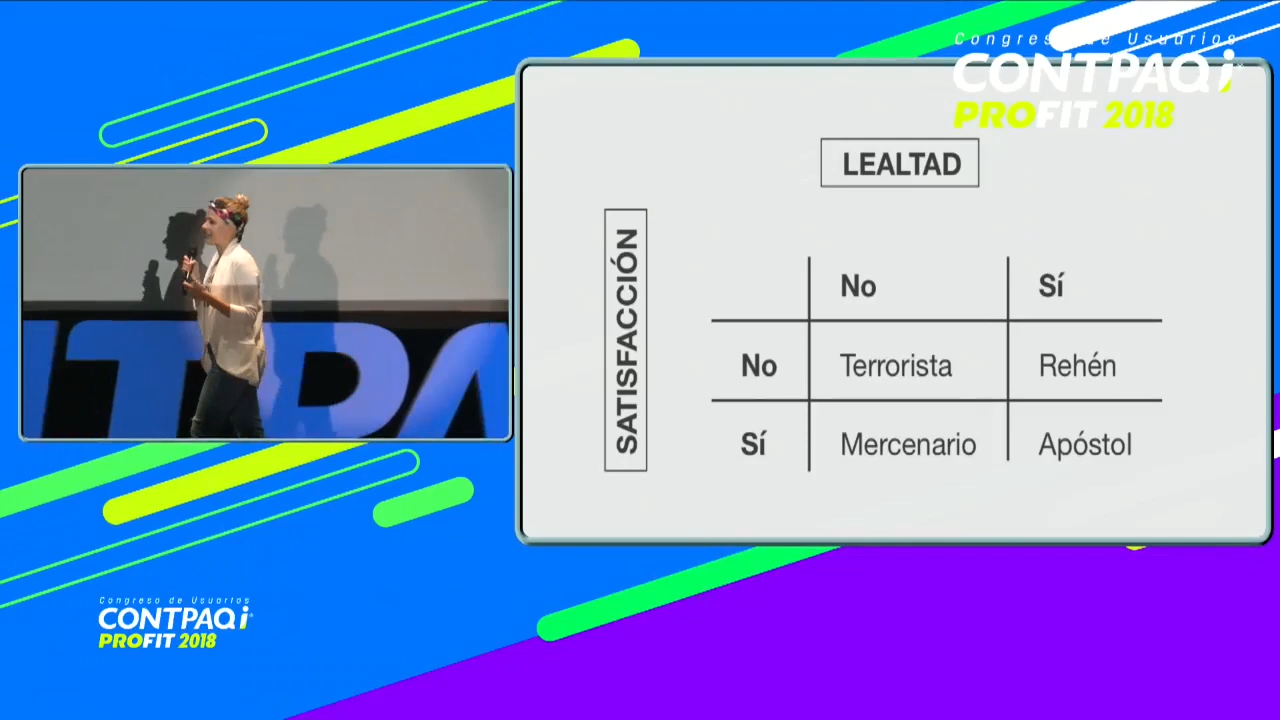 Congreso de Usuarios
CONTPAQi
PROFIT 2018
LEALTAD
SATISFACCIÓN
No Sí
No Terrorista Rehén
Sí Mercenario Apóstol
TPA
Congreso de Usuarios
CONTPAQi®
PROFIT 2018